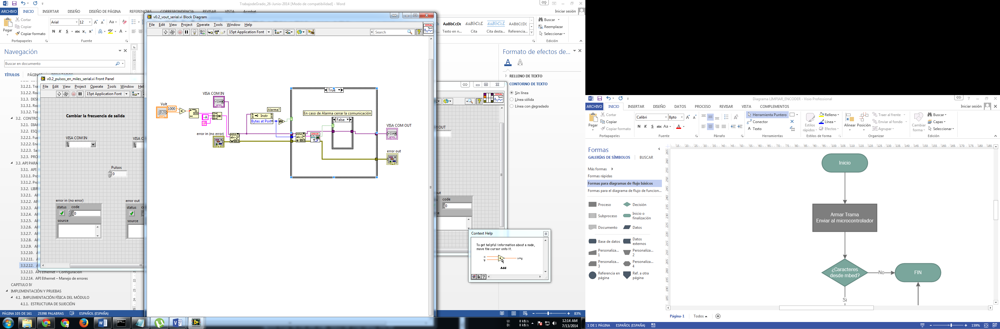 TrabajodeGrado_26-Junio-2014 [Modo de compatibilidad] - Word
ARCHIVO INICIO INSERTAR DISEÑO DISEÑO DE PÁGINA REFERENCIAS CORRESPONDENCIA REVISAR VISTA Acrobat
Iniciar sesión
Pegar
Cortar
Copiar
Copiar formato
Portapapeles
Arial 12
N K S abc x₂ x²
Fuente
AaBbCcDc AaBbCcL AaBbCcL AABBCCD
Texto en n... Cita Cita desta... Referencia...
Buscar
Reemplazar
Seleccionar
Edición
Navegación
Buscar en documento
TÍTULOS PÁGINAS RESULTADOS
3.1.2.1. Tra
3.1.2.2. Ro
3.1.3. DES
3.1.3.1. Ro
3.1.3.2. To
3.2. CONTRO
3.2.1. DIA
3.2.2. ESQ
3.2.2.1. Fue
3.2.2.2. En
3.2.2.3. Sa
3.2.3. PRO
3.3. API PARA
3.3.1. API
3.3.1.1. Pro
3.3.1.2. Pro
3.3.2. LIBR
3.3.2.1. A
3.3.2.2. AP
3.3.2.3. A
3.3.2.4. A
3.3.2.5. A
3.3.2.6. A
3.3.2.7. A
3.3.2.8. A
3.3.2.9. A
3.3.2.10. A
3.3.2.11. A
3.3.2.12. A
3.3.2.13. API Ethernet – Configuración
3.3.2.14. API Ethernet – Manejo de errores
CAPITULO IV
IMPLEMENTACIÓN Y PRUEBAS
4.1. IMPLEMENTACIÓN FÍSICA DEL MÓDULO
4.1.1. ESTRUCTURA DE SUJECIÓN
PÁGINA 105 DE 161 25398 PALABRAS ESPAÑOL (ESPAÑA)
83%
v0.2_pulsos_en_miles_serial.vi Front Panel
File Edit View Project Operate Tools Window Hel
15pt Application Font
Cambiar la frecuencia de salida
VISA COM IN
VISA C
Pulsos
0
error in (no error)
status code
0
source
error out
status
source
v0.2_vout_serial.vi Block Diagram
File Edit View Project Operate Tools Window Help
15pt Application Font
Search
SERIAL
Vout
Volt
1.23
1000
-A
VISA COM IN
VISA
error in (no error)
Alarma?
Instr
Bytes at Port
True
En caso de Alarma cerrar la comunicación
False
VISA COM OUT
error out
OUT
code
0
Context Help
To get helpful information about a node,
move the cursor onto it.
x
y
x+y
Add
Formato de efectos de...
RELLENO DE TEXTO
CONTORNO DE TEXTO
Sin línea
Línea sólida
Línea con degradado
U: 0 kB/s
D: 0 kB/s
12:14 AM
7/13/2014
Diagrama LIMPIAR_ENCODER - Visio Professional
ARCHIVO INICIO INSERTAR DISEÑO DATOS PROCESO REVISAR VISTA COMPLEMENTOS
Iniciar sesión
Pegar
Cortar
Copiar
Copiar formato
Portapapeles
Calibri 8pto
N K S abc Aa
Fuente
Párrafo
Herramienta Puntero
Conector
Texto
Herramientas
Estilos
rápidos
Relleno
Línea
Efectos
Estilos de forma
Alinear Posición
Traer al frente
Enviar al fondo
Agrupar
Organizar
Cambiar
forma
Buscar
Capas
Seleccionar
Edición
Formas
GALERÍAS DE SÍMBOLOS BUSCAR
Más formas
Formas rápidas
Formas para diagramas de flujo básicos
Formas para el diagrama de flujo de funcion...
Proceso Decisión
Subproceso Inicio o
finalización
Documento Datos
Base de datos Datos
externos
Personaliza...
1
Personaliza...
2
Personaliza...
3
Personaliza...
4
Referencia en
página
Ref. a otra
página
Inicio
Armar Trama
Enviar al microcontrolador
¿Caracteres
desde mbed?
No
FIN
Si
Página-1 Todos
1 DE 1 PÁGINA ESPAÑOL (ESPAÑA)
159%